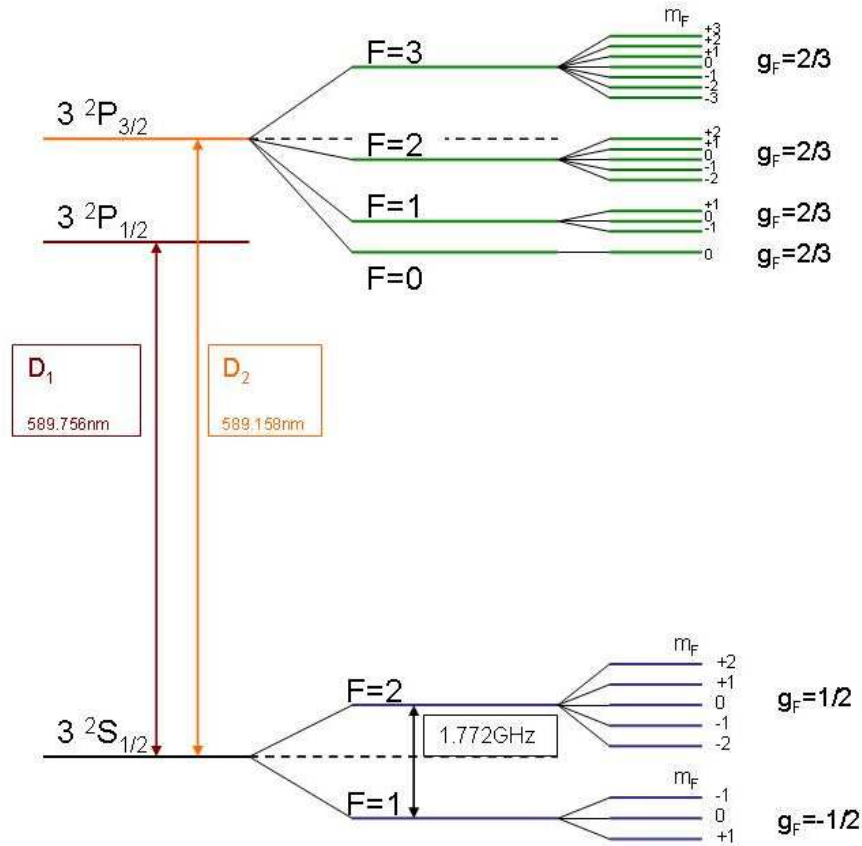 m_F
F=3
+3
+2
+1
0
-1
-2
-3
g_F=2/3
3 ²P_3/2
F=2
+2
+1
0
-1
-2
g_F=2/3
3 ²P_1/2
F=1
+1
0
-1
g_F=2/3
F=0
0
g_F=2/3
D₁
589.756nm
D₂
589.158nm
m_F
F=2
+2
+1
0
-1
-2
g_F=1/2
3 ²S_1/2
1.772GHz
m_F
F=1
-1
0
+1
g_F=-1/2